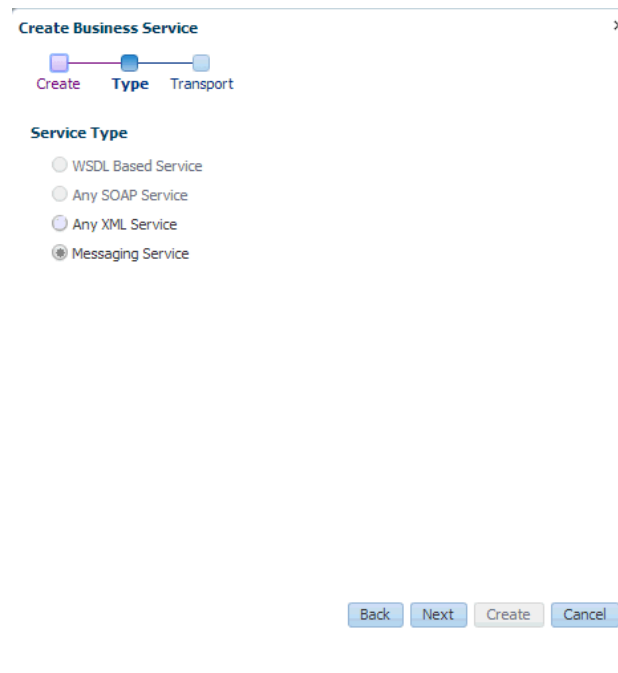 Create Business Service
Create Type Transport
Service Type
WSDL Based Service
Any SOAP Service
Any XML Service
Messaging Service
Back Next Create Cancel